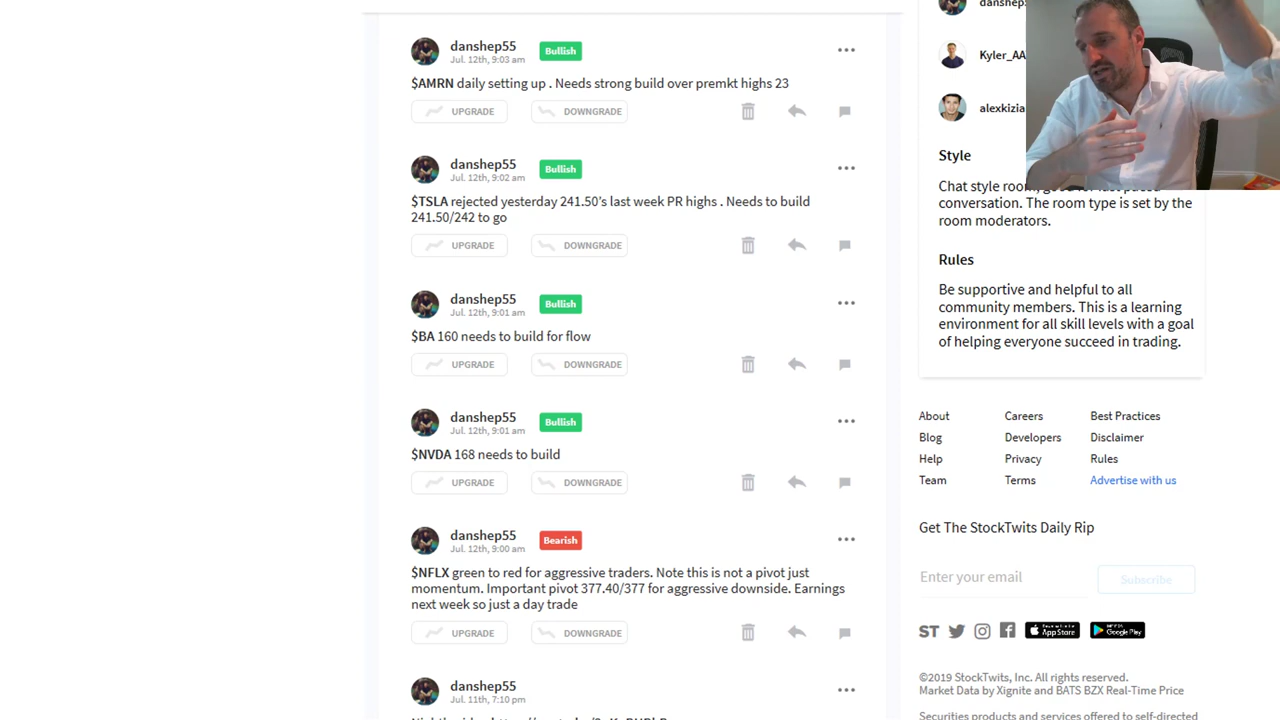 danshep55
Bullish
Jul. 12th, 9:03 am
$AMRN daily setting up . Needs strong build over premkt highs 23
UPGRADE
DOWNGRADE
danshep55
Bullish
Jul. 12th, 9:02 am
$TSLA rejected yesterday 241.50's last week PR highs . Needs to build
241.50/242 to go
UPGRADE
DOWNGRADE
danshep55
Bullish
Jul. 12th, 9:01 am
$BA 160 needs to build for flow
UPGRADE
DOWNGRADE
danshep55
Bullish
Jul. 12th, 9:01 am
$NVDA 168 needs to build
UPGRADE
DOWNGRADE
danshep55
Bearish
Jul. 12th, 9:00 am
$NFLX green to red for aggressive traders. Note this is not a pivot just
momentum. Important pivot 377.40/377 for aggressive downside. Earnings
next week so just a day trade
UPGRADE
DOWNGRADE
danshep55
Jul. 11th, 7:10 pm
Kyler_AA
alexkizia
Style
Chat style room,
conversation. The room type is set by the
room moderators.
Rules
Be supportive and helpful to all
community members. This is a learning
environment for all skill levels with a goal
of helping everyone succeed in trading.
About Careers Best Practices
Blog Developers Disclaimer
Help Privacy Rules
Team Terms Advertise with us
Get The StockTwits Daily Rip
Enter your email
Subscribe
ST
App Store
Google Play
©2019 StockTwits, Inc. All rights reserved.
Market Data by Xignite and BATS BZX Real-Time Price
Securities products and services offered to self-directed